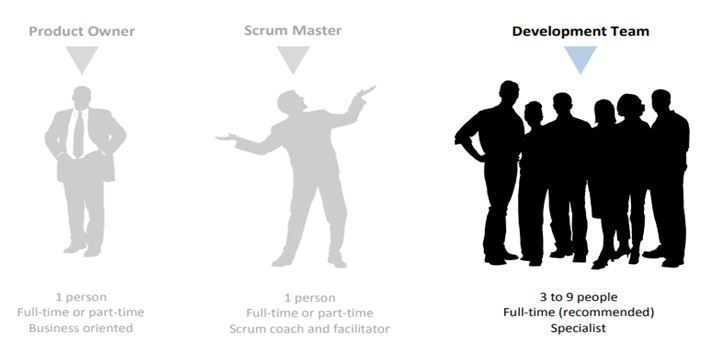 Product Owner
Scrum Master
Development Team
1 person
Full-time or part-time
Business oriented
1 person
Full-time or part-time
Scrum coach and facilitator
3 to 9 people
Full-time (recommended)
Specialist